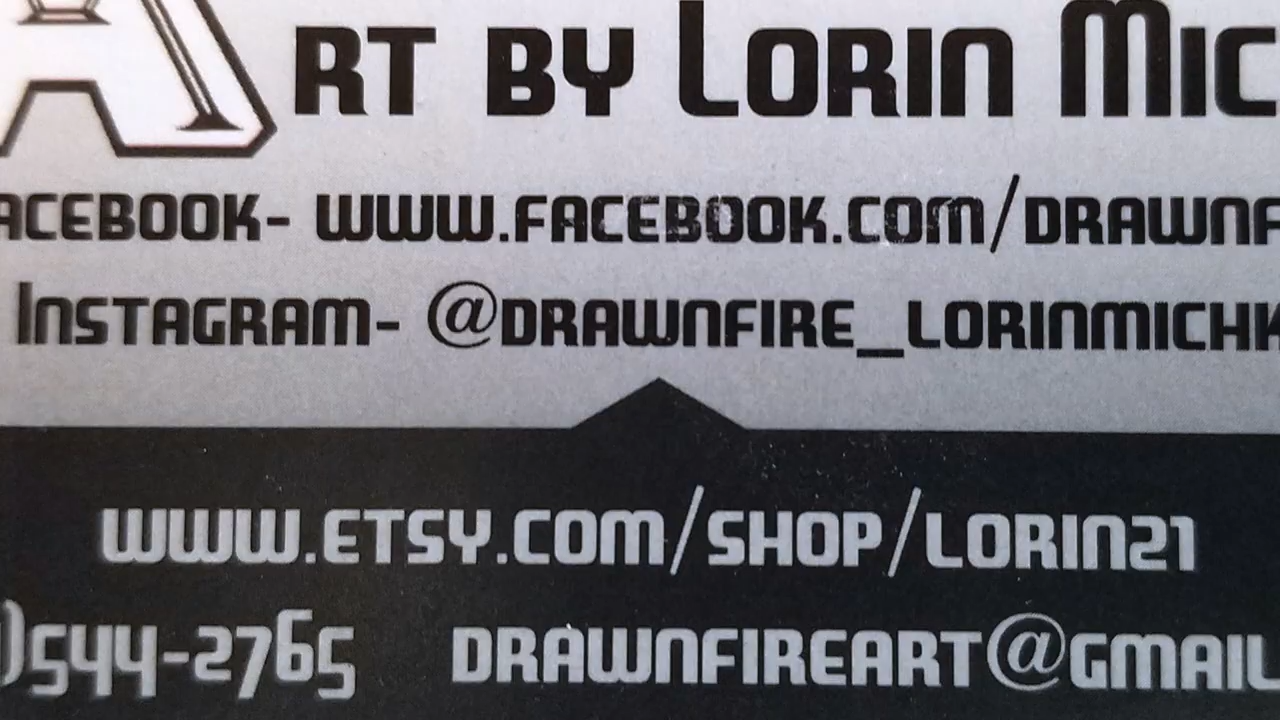 ART BY LORIN MIC
ACEBOOK- WWW.FACEBOOK.COM/DRAWNF
INSTAGRAM- @DRAWNFIRE_LORINMICHK
WWW.ETSY.COM/SHOP/LORIN21
)544-2765 DRAWNFIREART@GMAIL